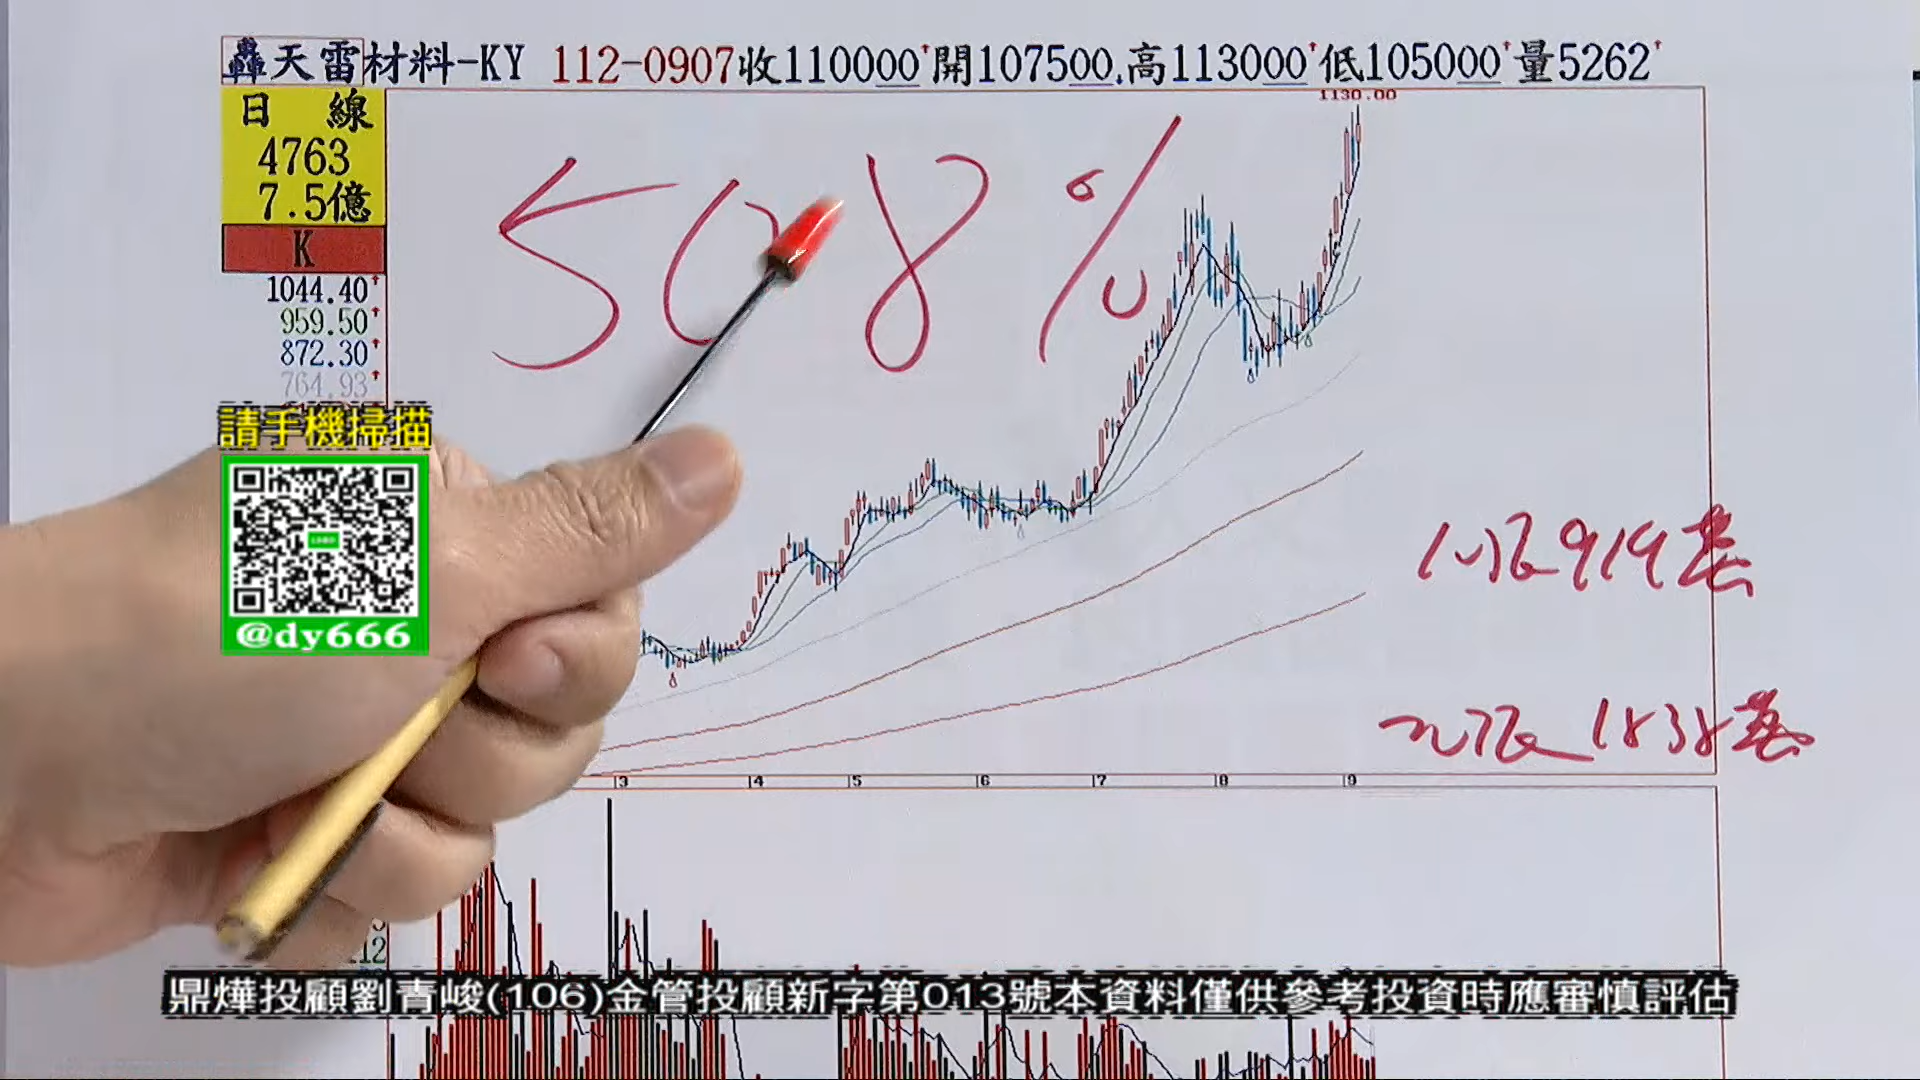 轟天雷材料-KY 112-0907收110000開107500高113000低105000量5262
日 線
4763
7.5億
K
1130.00
1044.40
959.50
872.30
764.93
508%
請手機掃描
@dy666
1張919萬
2張1838萬
3 4 5 6 7 8 9
鼎燁投顧劉青峻(106)金管投顧新字第013號本資料僅供參考投資時應審慎評估